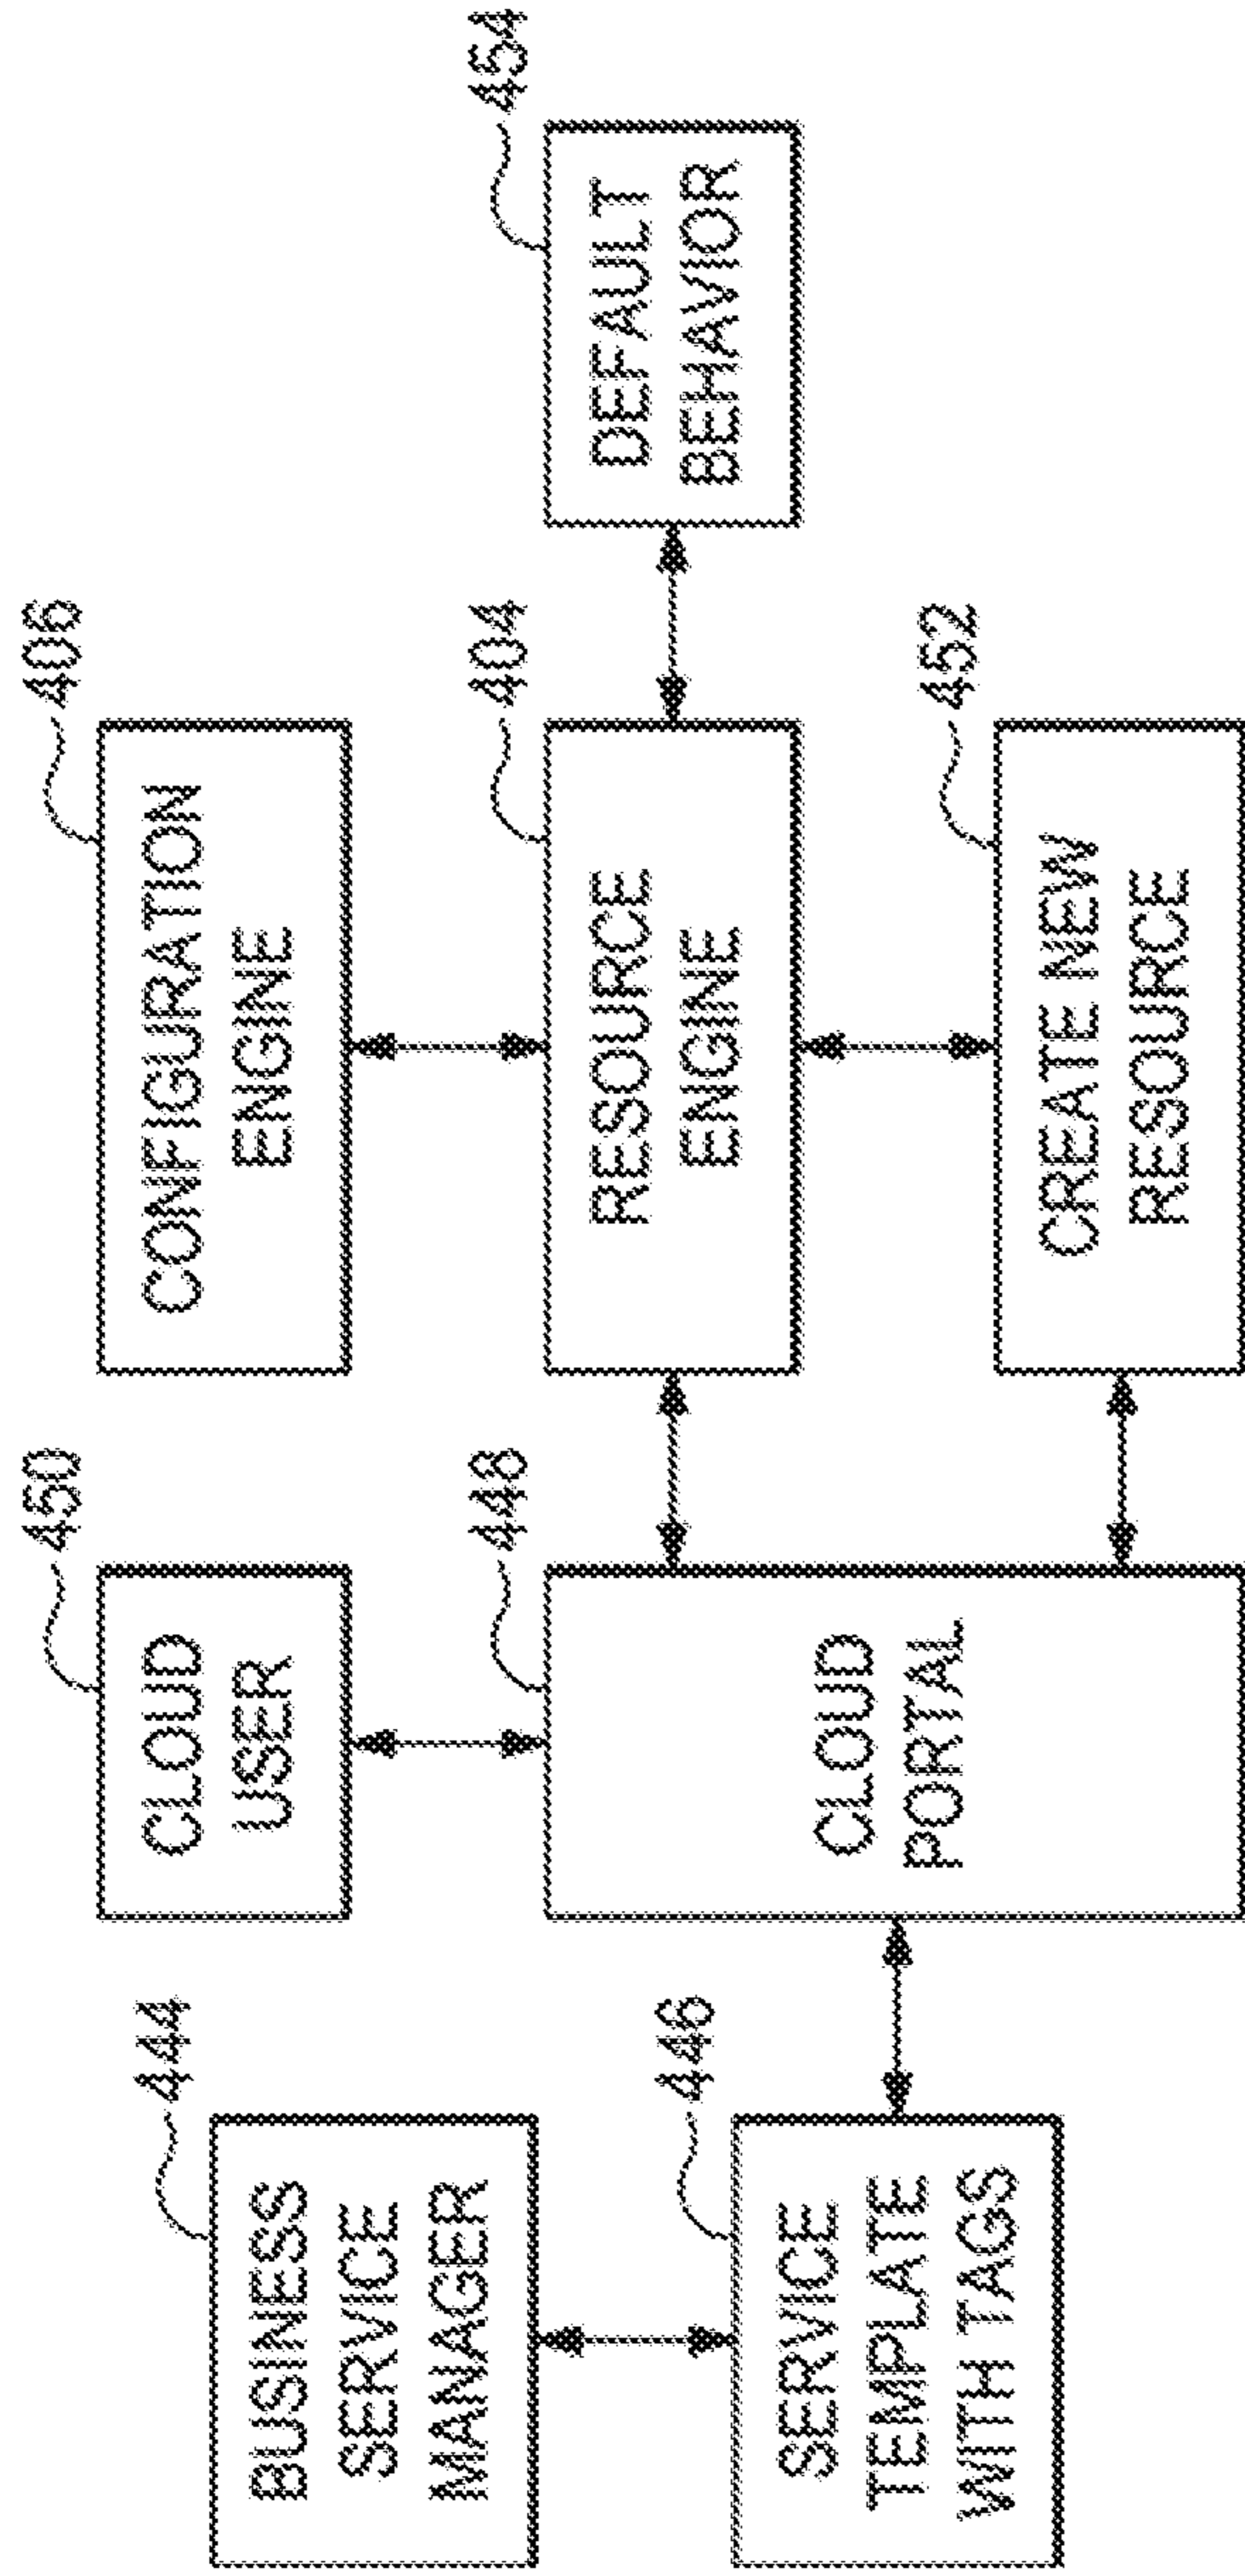 444
BUSINESS
SERVICE
MANAGER
446
SERVICE
TEMPLATE
WITH TAGS
450
CLOUD
USER
448
CLOUD
PORTAL
406
CONFIGURATION
ENGINE
404
RESOURCE
ENGINE
452
CREATE NEW
RESOURCE
454
DEFAULT
BEHAVIOR